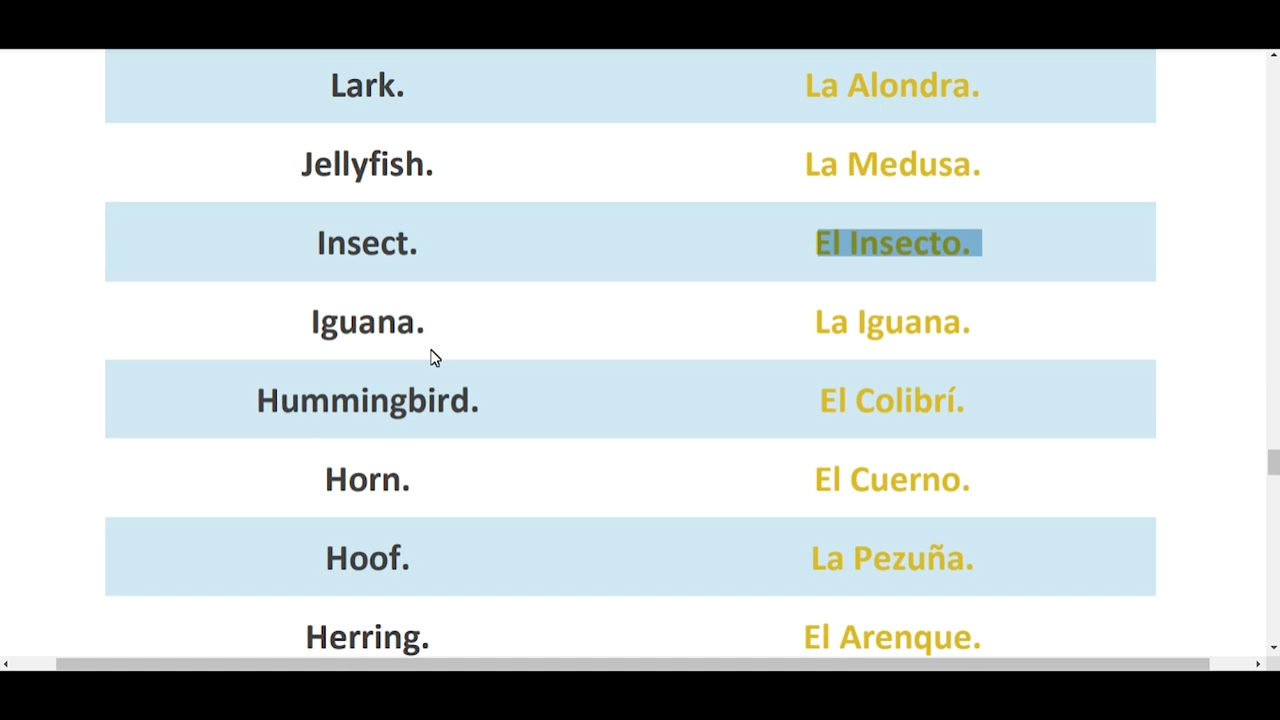 Lark. La Alondra.
Jellyfish. La Medusa.
Insect. El Insecto.
Iguana. La Iguana.
Hummingbird. El Colibrí.
Horn. El Cuerno.
Hoof. La Pezuña.
Herring. El Arenque.